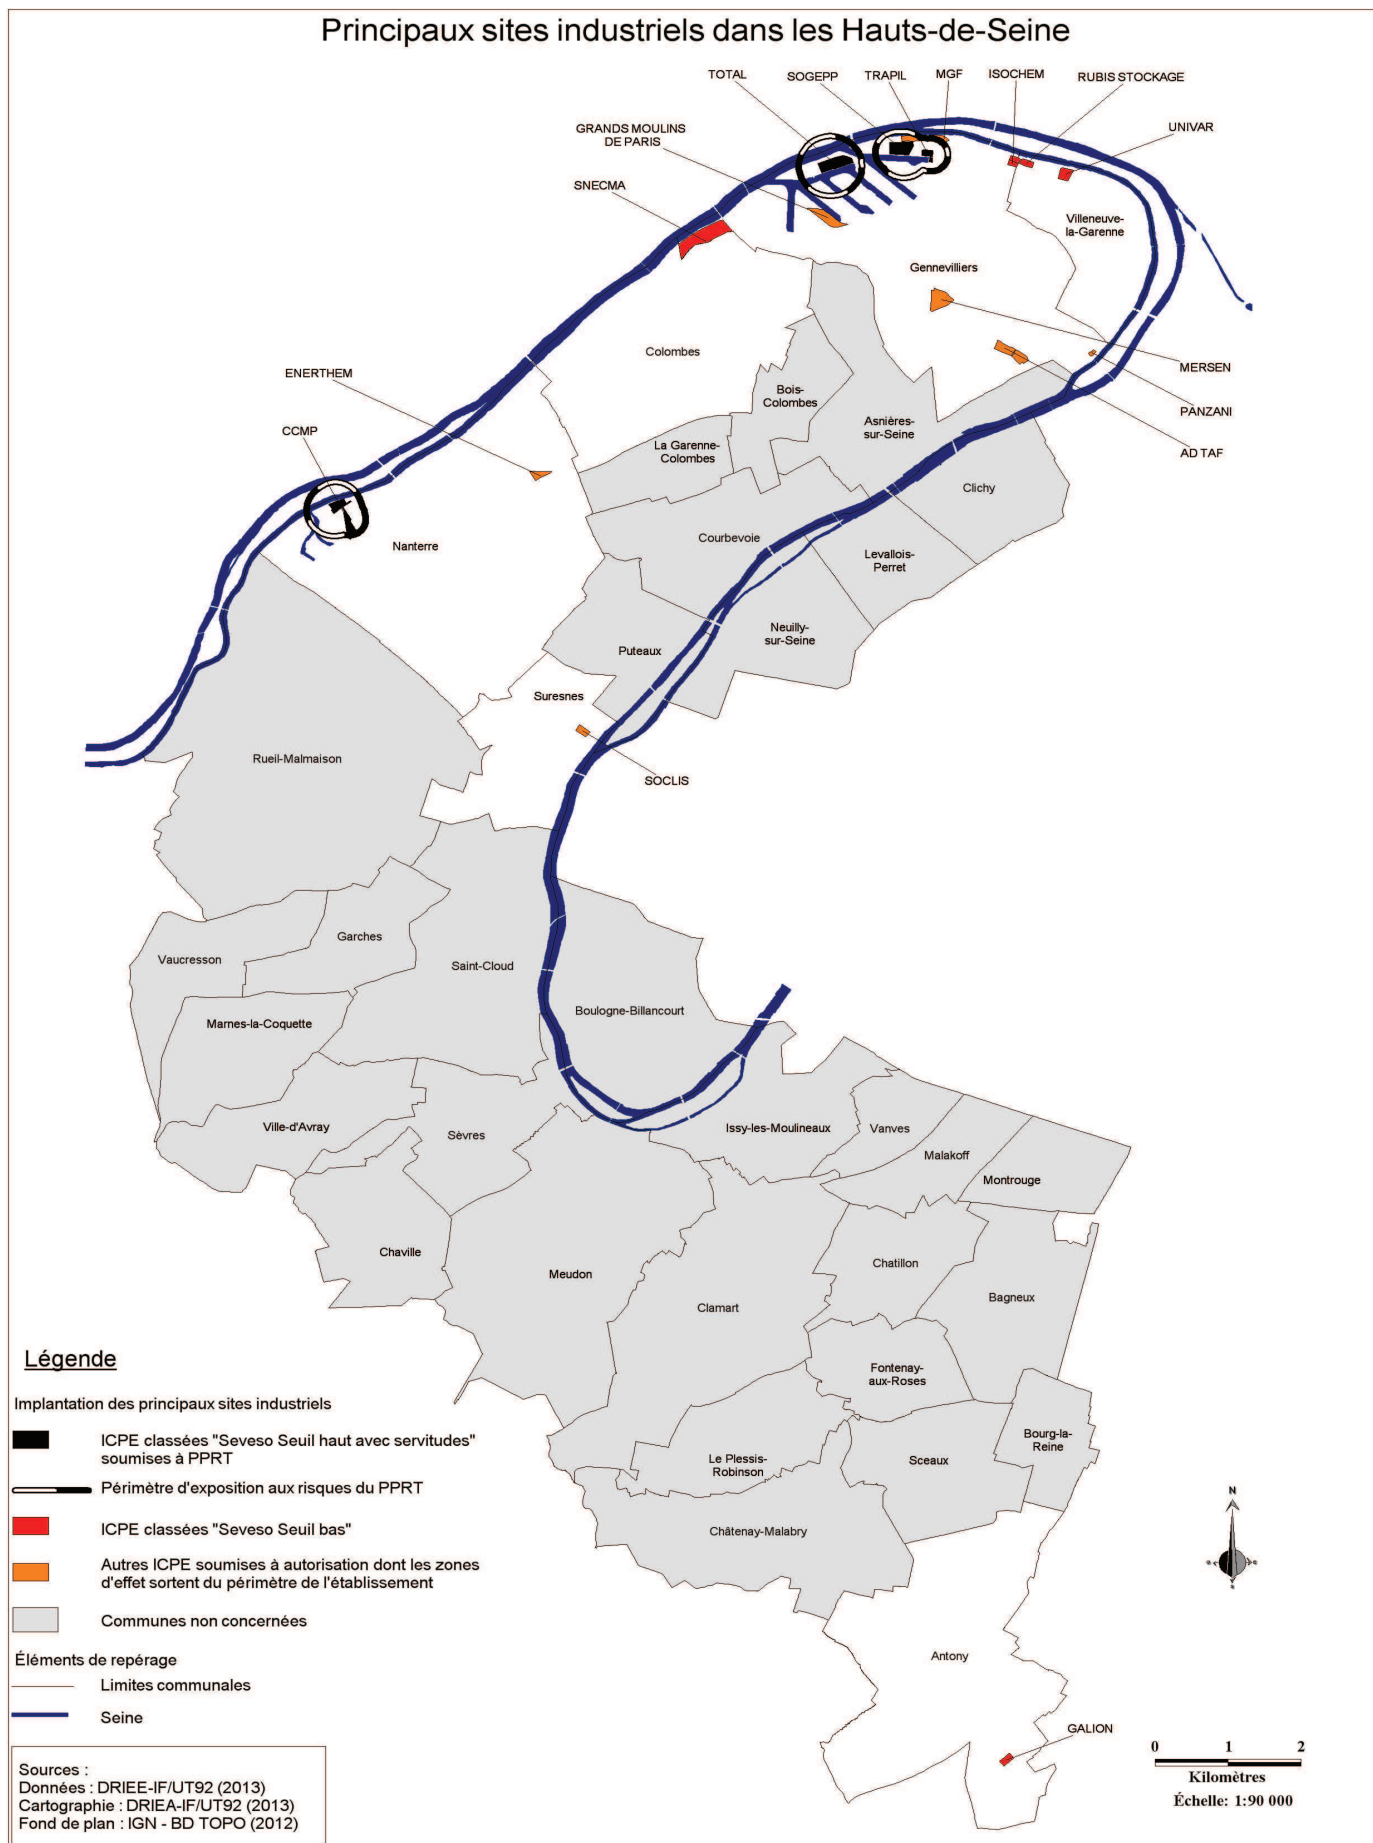 Principaux sites industriels dans les Hauts-de-Seine
TOTAL
SOGEPP
TRAPIL
MGF
ISOCHEM
RUBIS STOCKAGE
GRANDS MOULINS
DE PARIS
UNIVAR
SNECMA
Villeneuve-
la-Garenne
Gennevilliers
Colombes
MERSEN
ENERTHEM
Bois-
Colombes
PANZANI
Asnières-
sur-Seine
CCMP
La Garenne-
Colombes
AD TAF
Clichy
Courbevoie
Nanterre
Levallois-
Perret
Neuilly-
sur-Seine
Puteaux
Suresnes
Rueil-Malmaison
SOCLIS
Garches
Vaucresson
Saint-Cloud
Boulogne-Billancourt
Marnes-la-Coquette
Ville-d'Avray
Sèvres
Issy-les-Moulineaux
Vanves
Malakoff
Montrouge
Chaville
Meudon
Chatillon
Clamart
Bagneux
Fontenay-
aux-Roses
Bourg-la-
Reine
Le Plessis-
Robinson
Sceaux
Châtenay-Malabry
Antony
GALION
Légende
Implantation des principaux sites industriels
ICPE classées "Seveso Seuil haut avec servitudes"
soumises à PPRT
Périmètre d'exposition aux risques du PPRT
ICPE classées "Seveso Seuil bas"
Autres ICPE soumises à autorisation dont les zones
d'effet sortent du périmètre de l'établissement
Communes non concernées
Éléments de repérage
Limites communales
Seine
Sources :
Données : DRIEE-IF/UT92 (2013)
Cartographie : DRIEA-IF/UT92 (2013)
Fond de plan : IGN - BD TOPO (2012)
N
0 1 2
Kilomètres
Échelle: 1:90 000